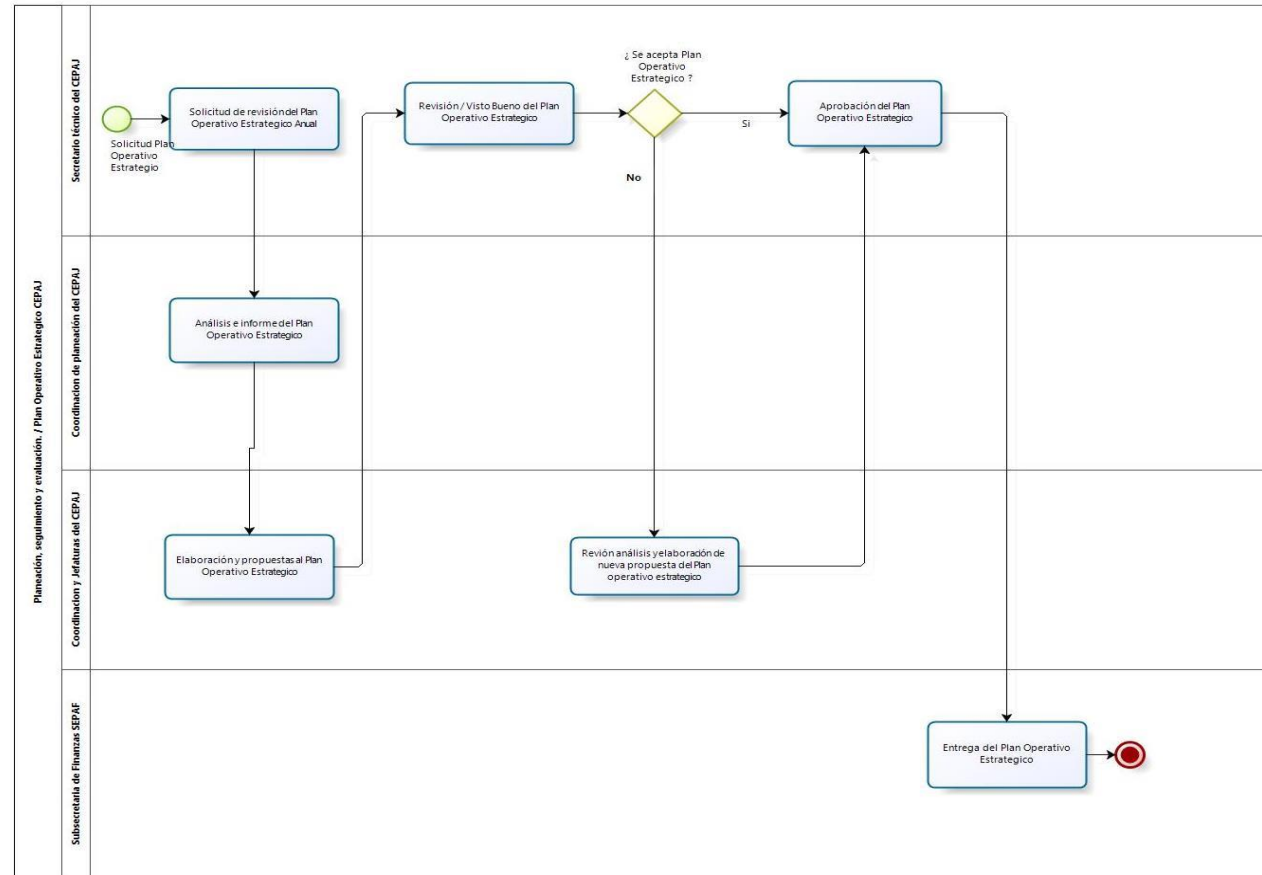 Planeación, seguimiento y evaluación. / Plan Operativo Estrategico CEPAJ
Secretario técnico del CEPAJ
Solicitud Plan
Operativo
Estrategio
Solicitud de revisión del Plan
Operativo Estrategico Anual
Revisión / Visto Bueno del Plan
Operativo Estrategico
¿ Se acepta Plan
Operativo
Estrategico ?
Si
No
Aprobación del Plan
Operativo Estrategico
Coordinacion de planeación del CEPAJ
Análisis e informe del Plan
Operativo Estrategico
Coordinacion y Jefaturas del CEPAJ
Elaboración y propuestas al Plan
Operativo Estrategico
Revión análisis y elaboración de
nueva propuesta del Plan
operativo estrategico
Subsecretaria de Finanzas SEPAF
Entrega del Plan Operativo
Estrategico